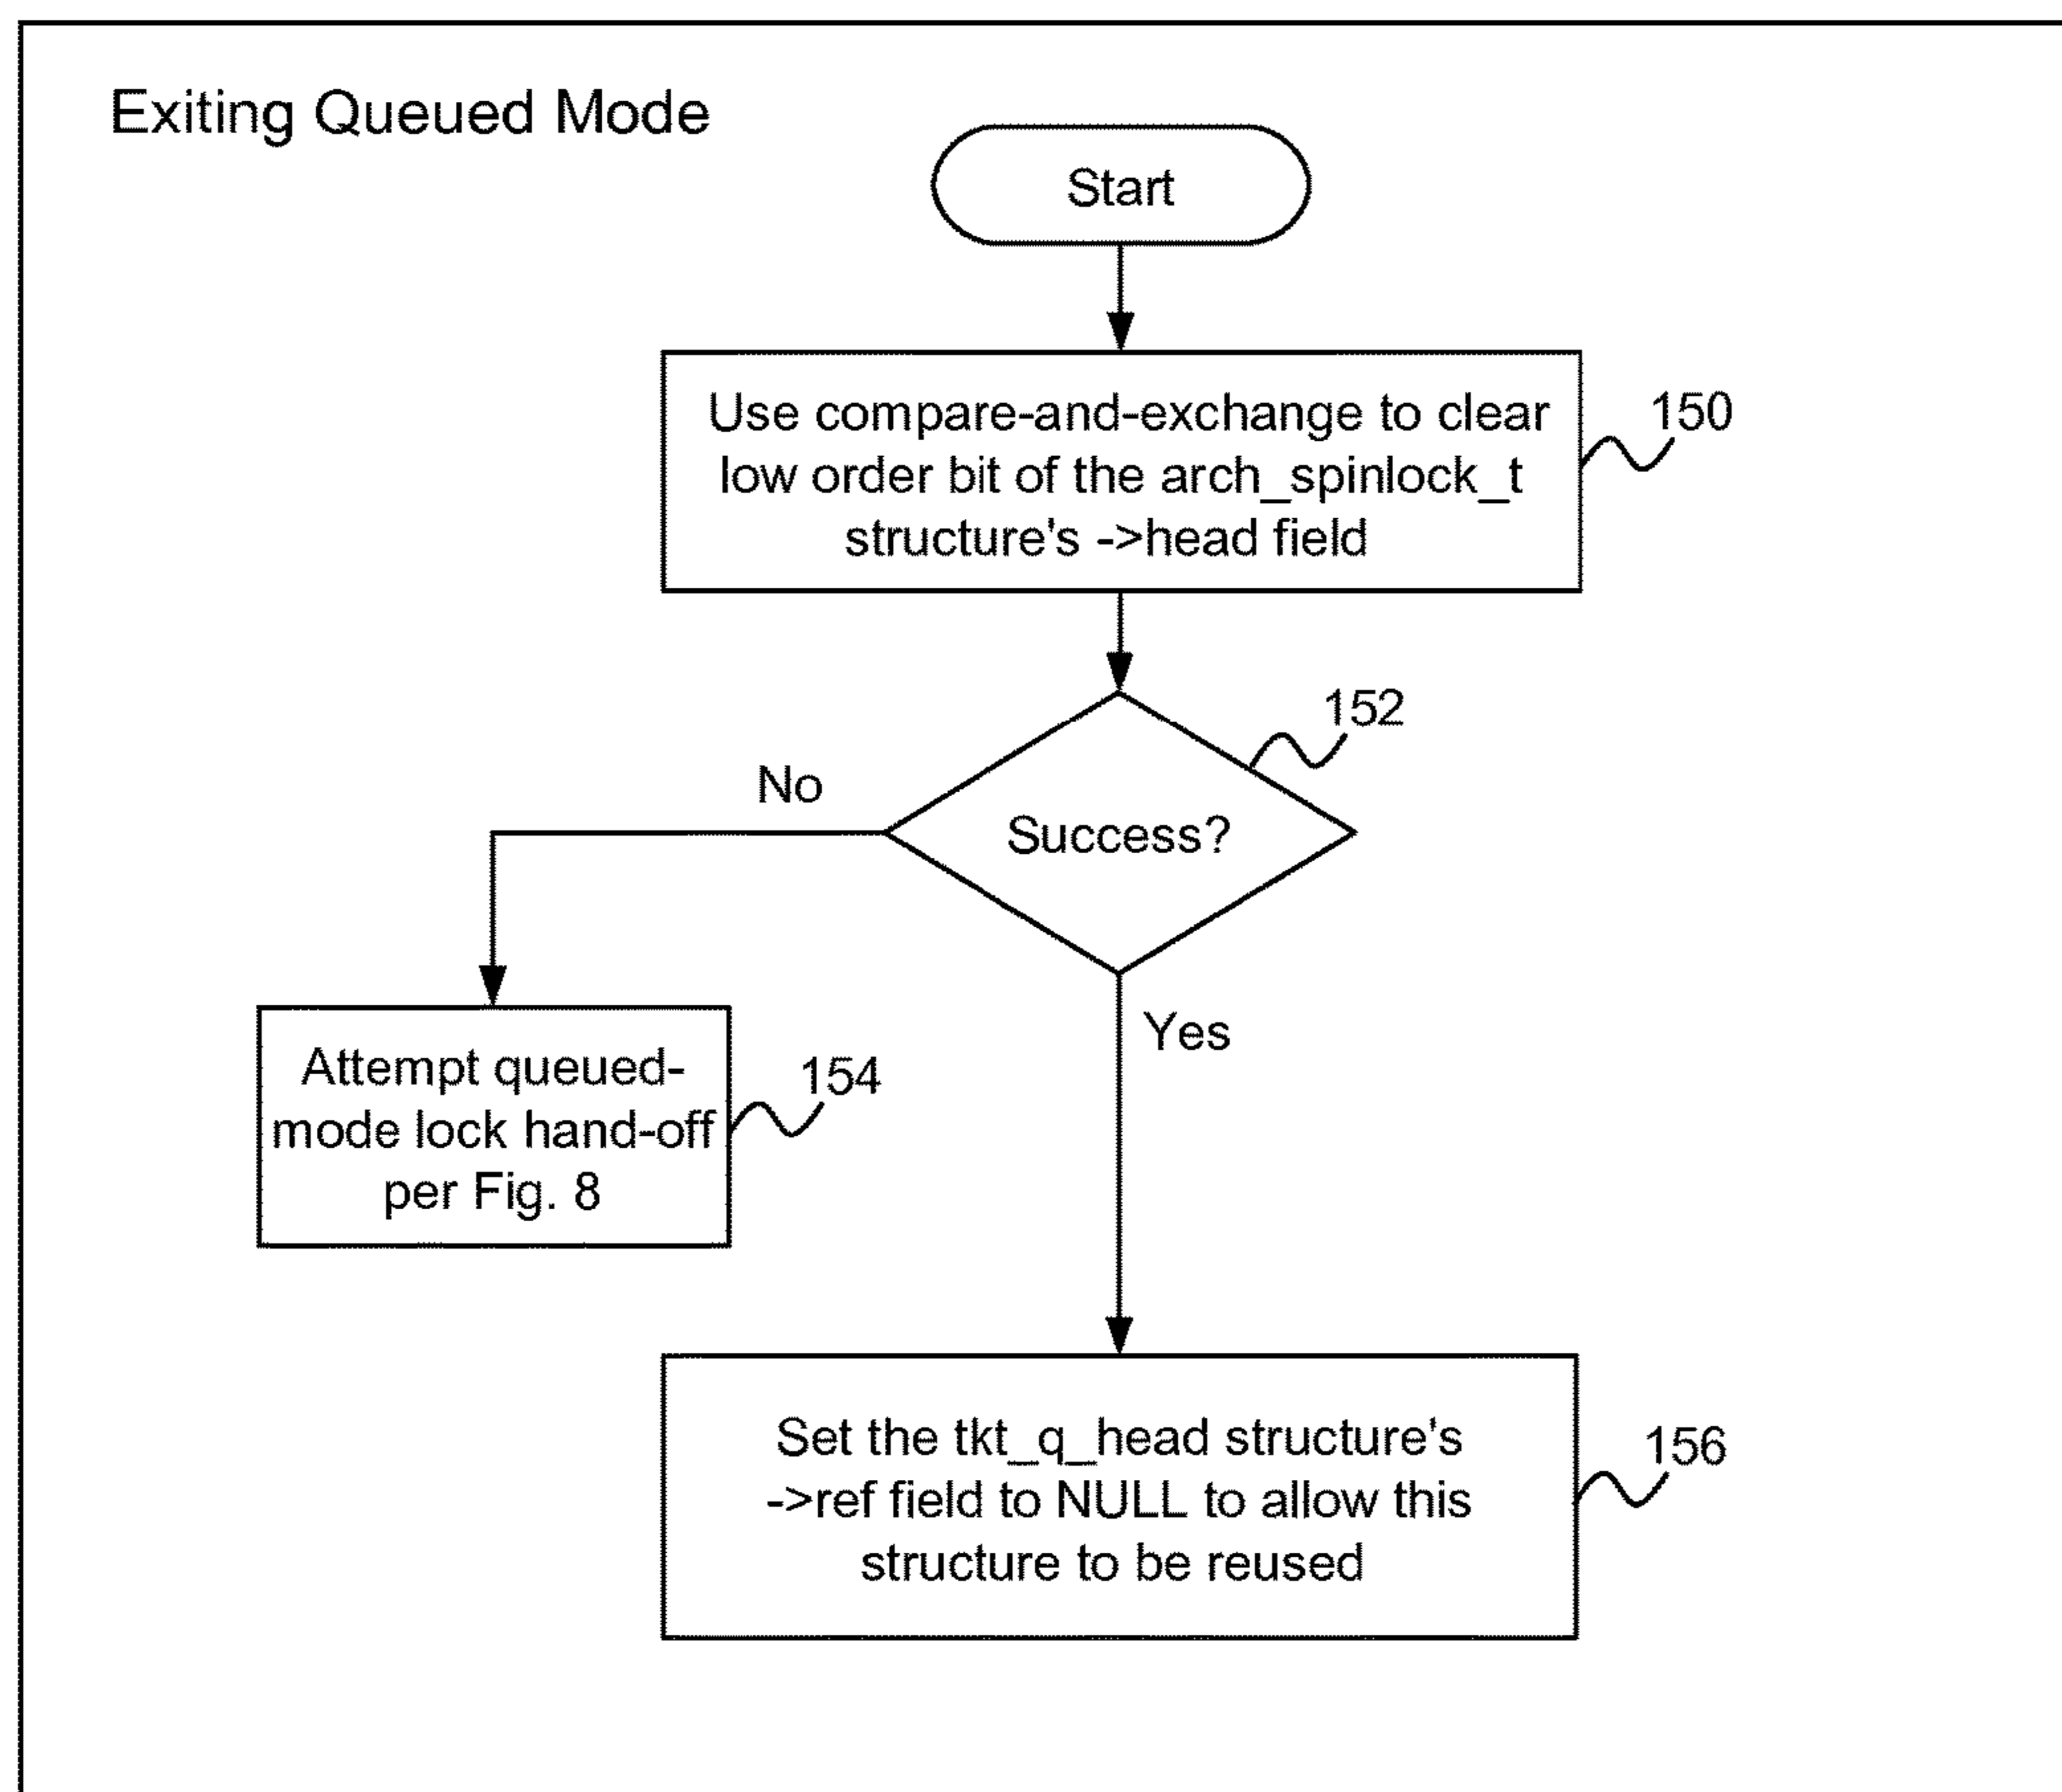 Exiting Queued Mode
Start
Use compare-and-exchange to clear
low order bit of the arch_spinlock_t
structure's ->head field
150
152
No
Success?
Yes
Attempt queued-
mode lock hand-off
per Fig. 8
154
Set the tkt_q_head structure's
->ref field to NULL to allow this
structure to be reused
156